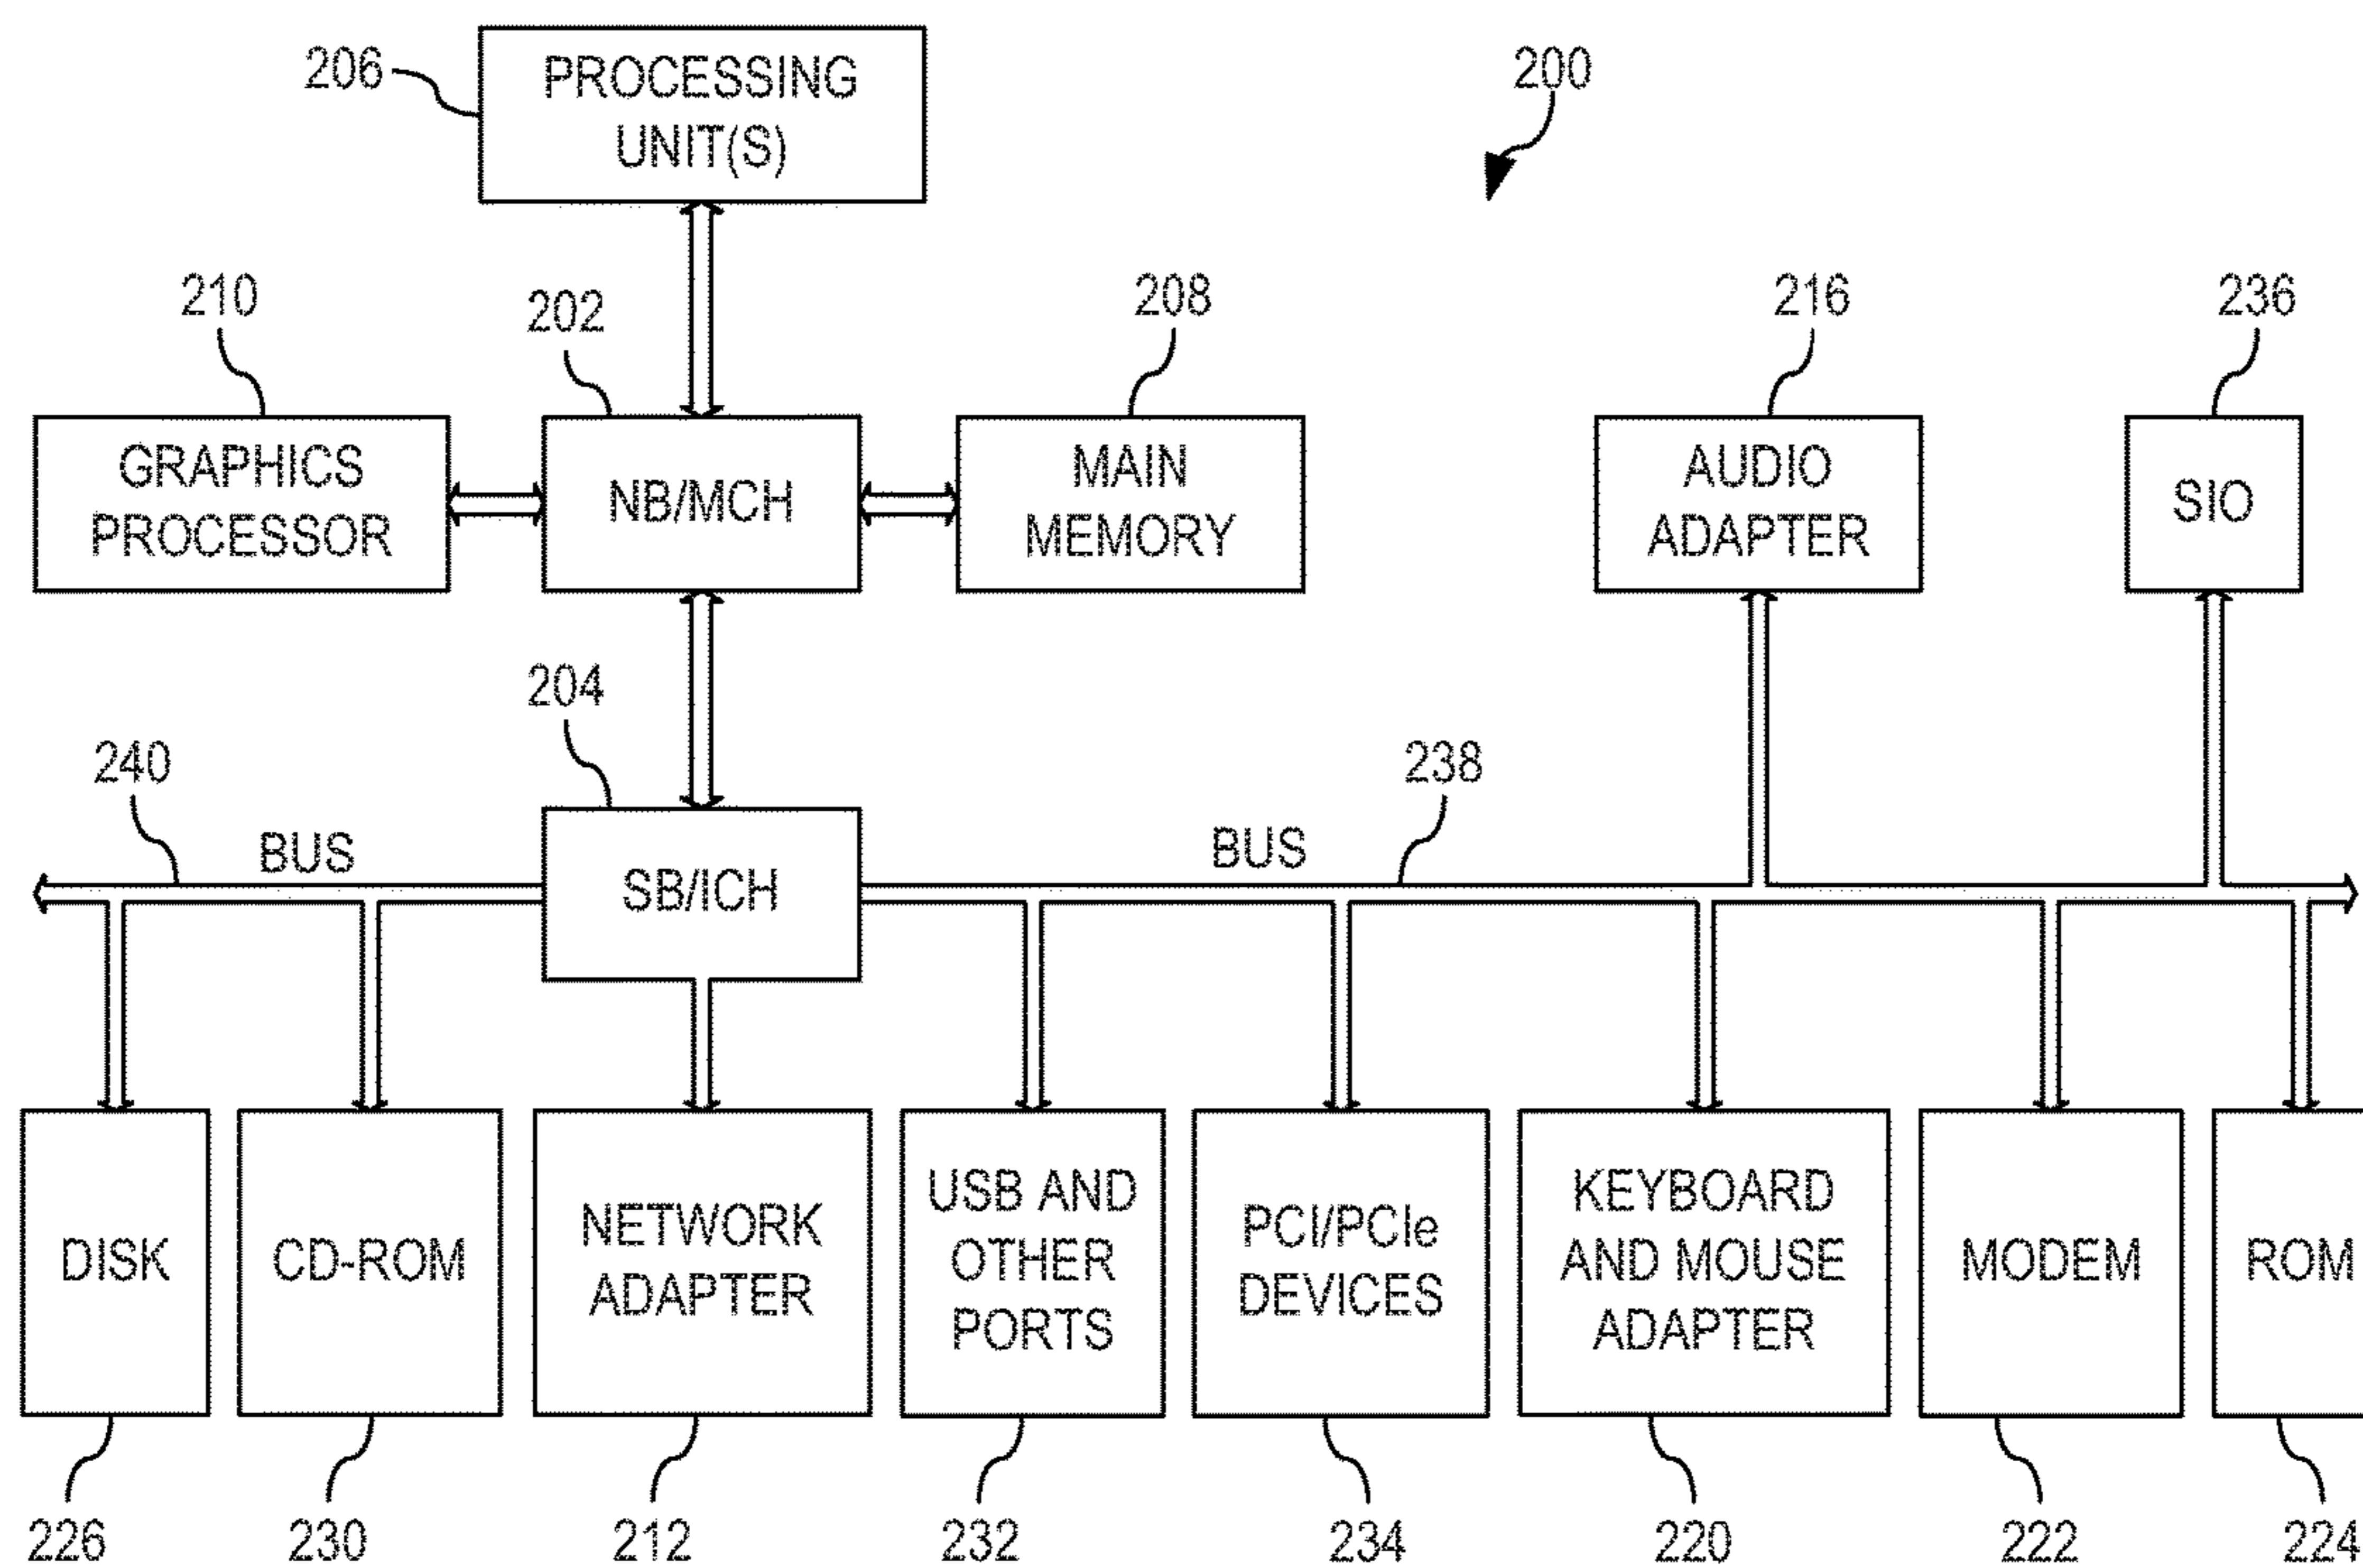 206
PROCESSING
UNIT(S)
200
210
202
208
216
236
GRAPHICS
PROCESSOR
NB/MCH
MAIN
MEMORY
AUDIO
ADAPTER
SIO
204
240
238
BUS
BUS
SB/ICH
DISK
CD-ROM
NETWORK
ADAPTER
USB AND
OTHER
PORTS
PCI/PCIe
DEVICES
KEYBOARD
AND MOUSE
ADAPTER
MODEM
ROM
226
230
212
232
234
220
222
224